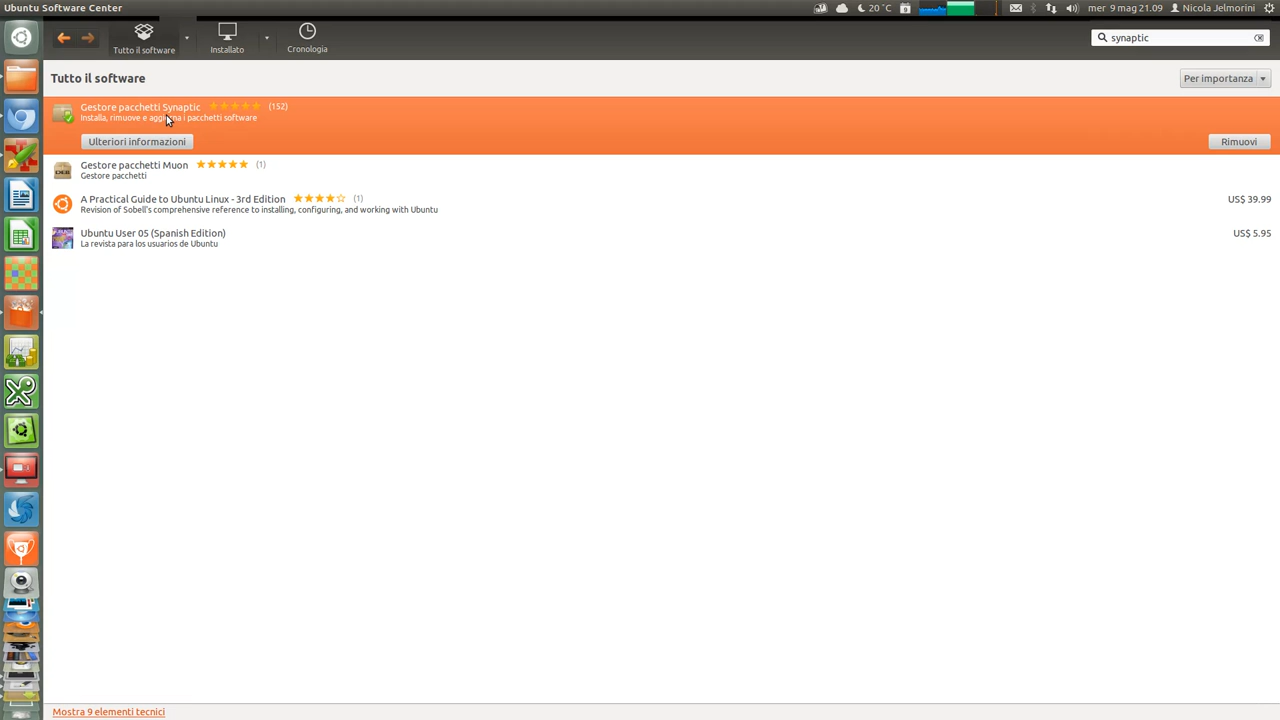 Ubuntu Software Center
20 °C
mer 9 mag 21.09
Nicola Jelmorini
Tutto il software
Installato
Cronologia
synaptic
Tutto il software
Per importanza
Gestore pacchetti Synaptic (152)
Installa, rimuove e aggiorna i pacchetti software
Ulteriori informazioni
Rimuovi
Gestore pacchetti Muon (1)
Gestore pacchetti
A Practical Guide to Ubuntu Linux - 3rd Edition (1)
US$ 39.99
Revision of Sobell's comprehensive reference to installing, configuring, and working with Ubuntu
Ubuntu User 05 (Spanish Edition)
US$ 5.95
La revista para los usuarios de Ubuntu
Mostra 9 elementi tecnici